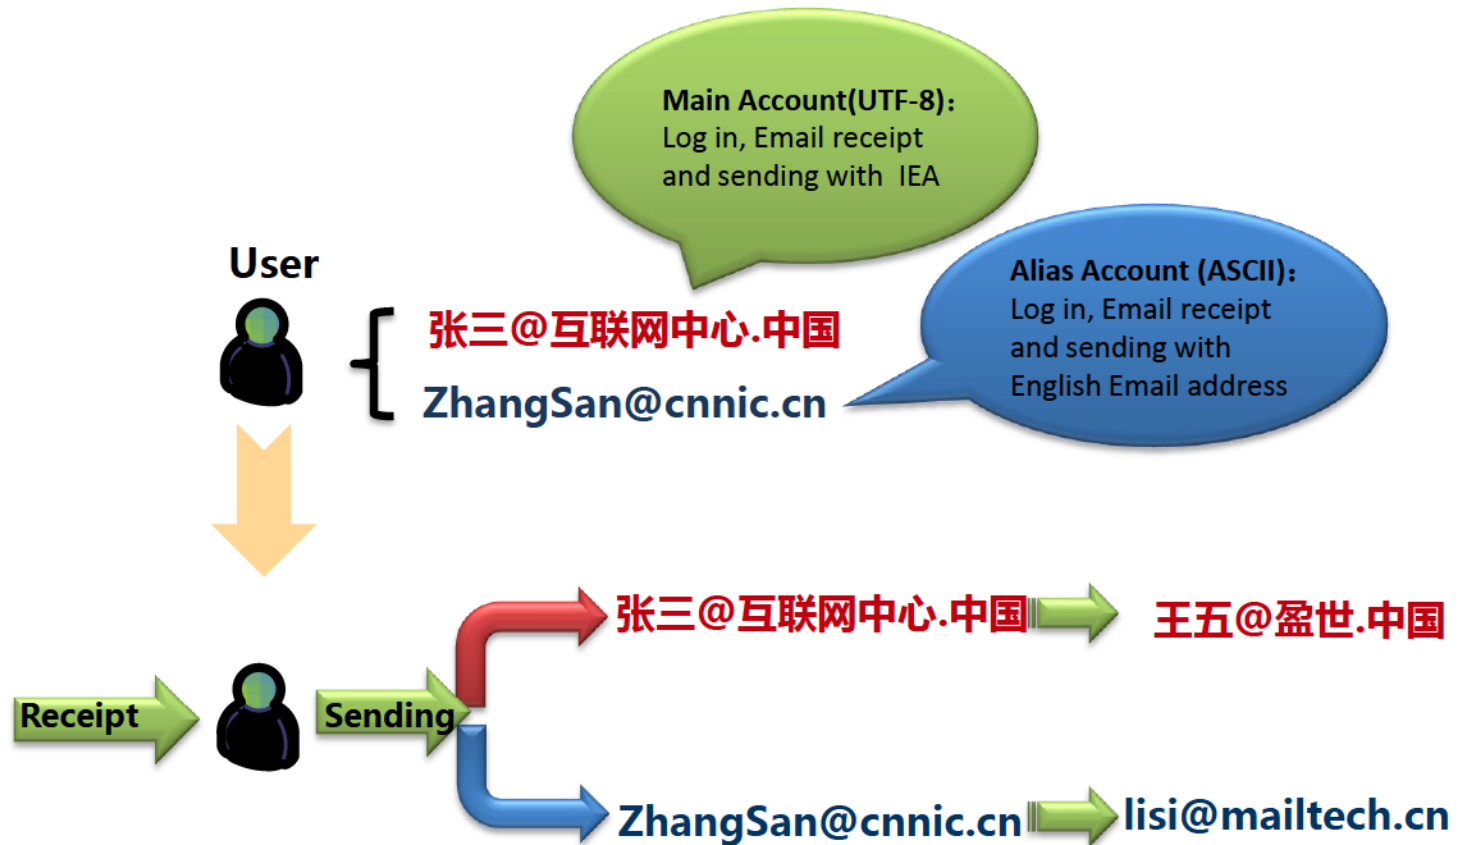 Main Account(UTF-8)：
Log in, Email receipt
and sending with IEA
User
Alias Account (ASCII)：
Log in, Email receipt
and sending with
English Email address
张三@互联网中心.中国
ZhangSan@cnnic.cn
张三@互联网中心.中国
王五@盈世.中国
Receipt
Sending
ZhangSan@cnnic.cn
lisi@mailtech.cn